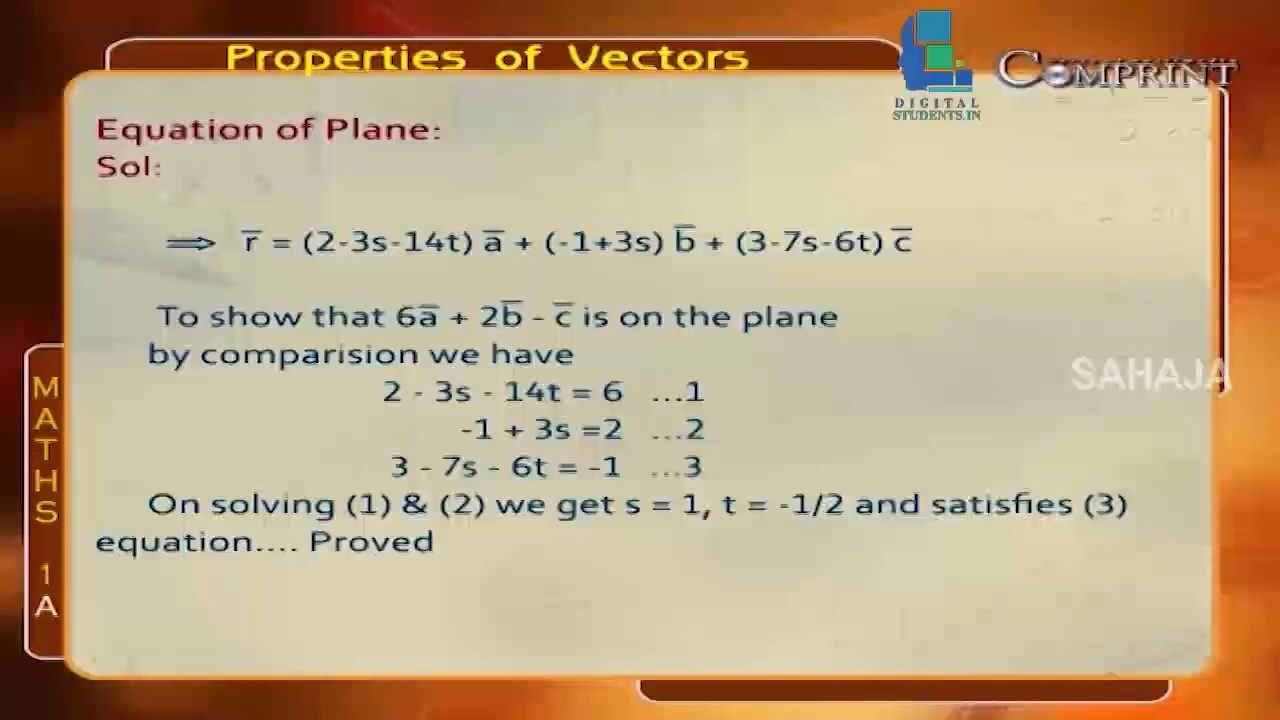 Properties of Vectors
DIGITAL
STUDENTS.IN
COMPRINT
Equation of Plane:
Sol:
⟹ r̅ = (2-3s-14t) a̅ + (-1+3s) b̅ + (3-7s-6t) c̅
To show that 6a̅ + 2b̅ - c̅ is on the plane
by comparision we have
2 - 3s - 14t = 6 ...1
-1 + 3s =2 ...2
3 - 7s - 6t = -1 ...3
On solving (1) & (2) we get s = 1, t = -1/2 and satisfies (3)
equation.... Proved
SAHAJA
MATHS 1A